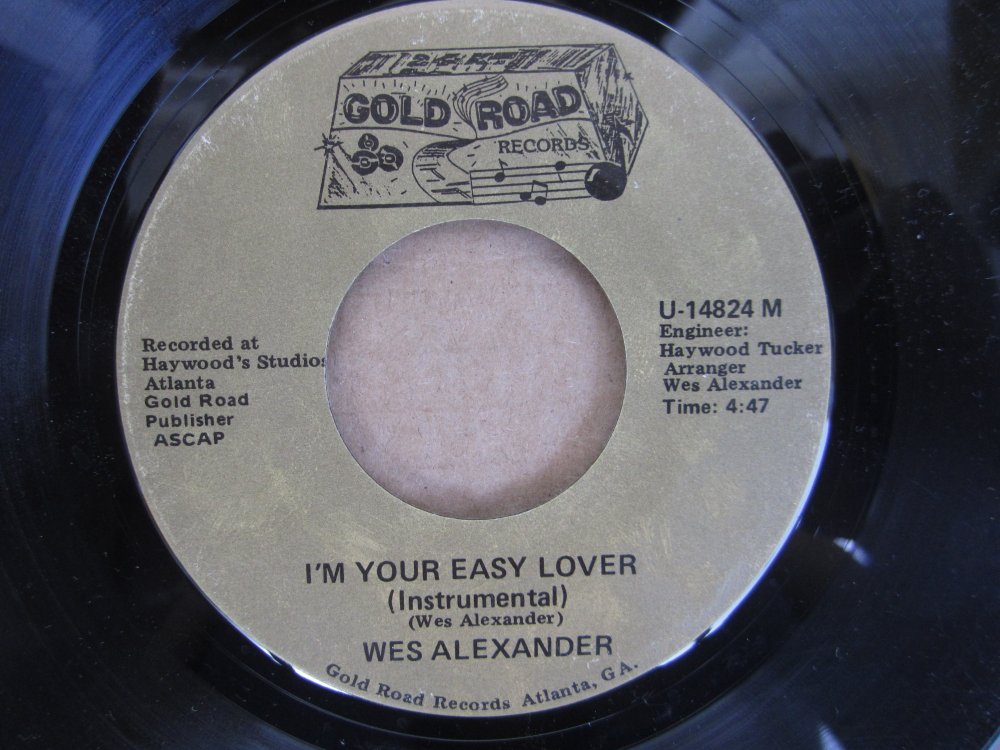 GOLD ROAD
RECORDS
Recorded at
Haywood's Studios
Atlanta
Gold Road
Publisher
ASCAP
U-14824 M
Engineer:
Haywood Tucker
Arranger
Wes Alexander
Time: 4:47
I'M YOUR EASY LOVER
(Instrumental)
(Wes Alexander)
WES ALEXANDER
Gold Road Records Atlanta, GA.